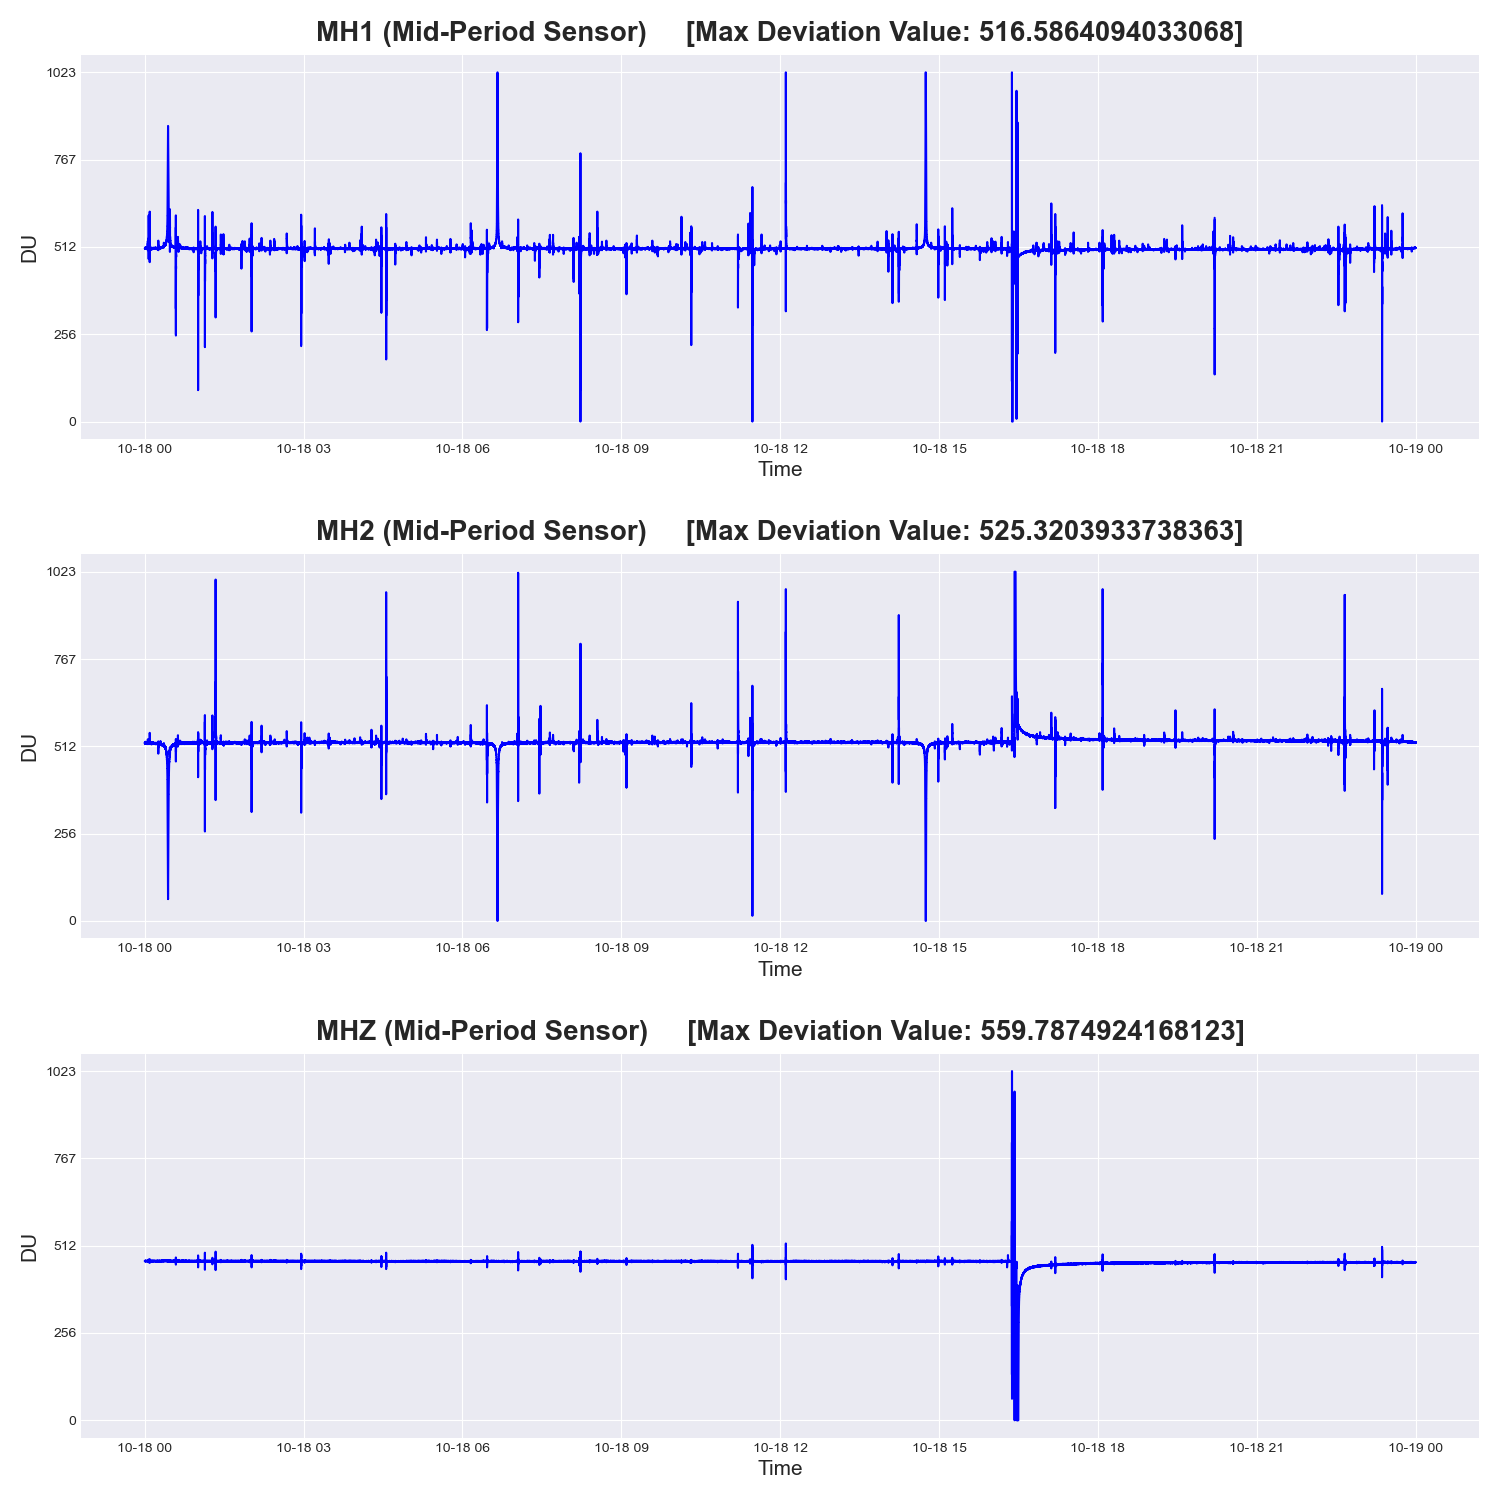 MH1 (Mid-Period Sensor) [Max Deviation Value: 516.5864094033068]
1023
767
512
256
0
DU
10-18 00 10-18 03 10-18 06 10-18 09 10-18 12 10-18 15 10-18 18 10-18 21 10-19 00
Time
MH2 (Mid-Period Sensor) [Max Deviation Value: 525.3203933738363]
1023
767
512
256
0
DU
10-18 00 10-18 03 10-18 06 10-18 09 10-18 12 10-18 15 10-18 18 10-18 21 10-19 00
Time
MHZ (Mid-Period Sensor) [Max Deviation Value: 559.7874924168123]
1023
767
512
256
0
DU
10-18 00 10-18 03 10-18 06 10-18 09 10-18 12 10-18 15 10-18 18 10-18 21 10-19 00
Time